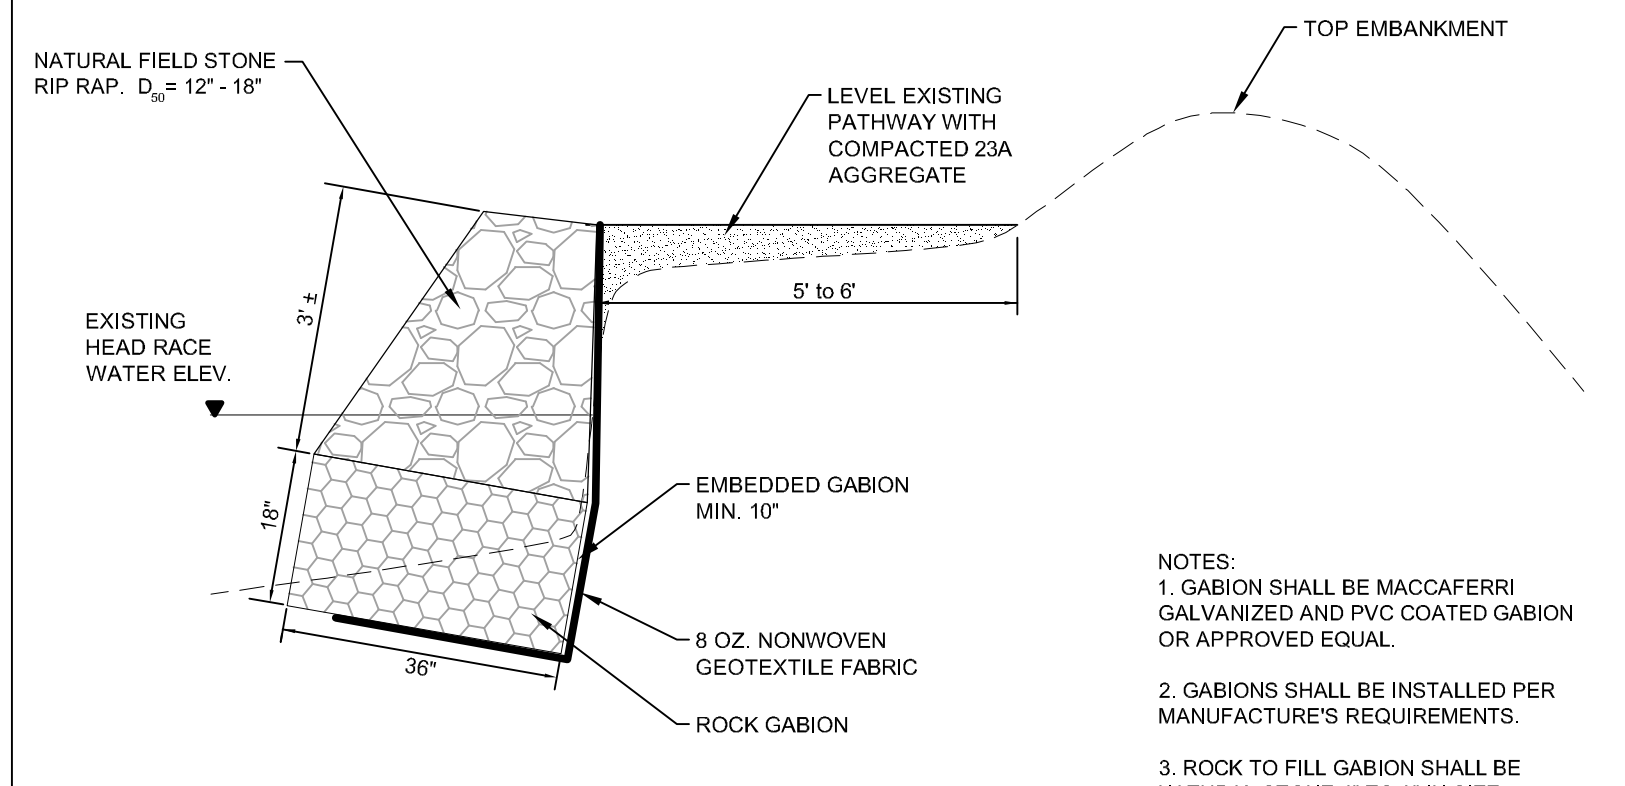 TOP EMBANKMENT
NATURAL FIELD STONE
RIP RAP. D50= 12" - 18"
LEVEL EXISTING
PATHWAY WITH
COMPACTED 23A
AGGREGATE
3' ±
5' to 6'
EXISTING
HEAD RACE
WATER ELEV.
EMBEDDED GABION
MIN. 10"
18"
8 OZ. NONWOVEN
GEOTEXTILE FABRIC
36"
ROCK GABION
NOTES:
1. GABION SHALL BE MACCAFERRI
GALVANIZED AND PVC COATED GABION
OR APPROVED EQUAL.
2. GABIONS SHALL BE INSTALLED PER
MANUFACTURE'S REQUIREMENTS.
3. ROCK TO FILL GABION SHALL BE